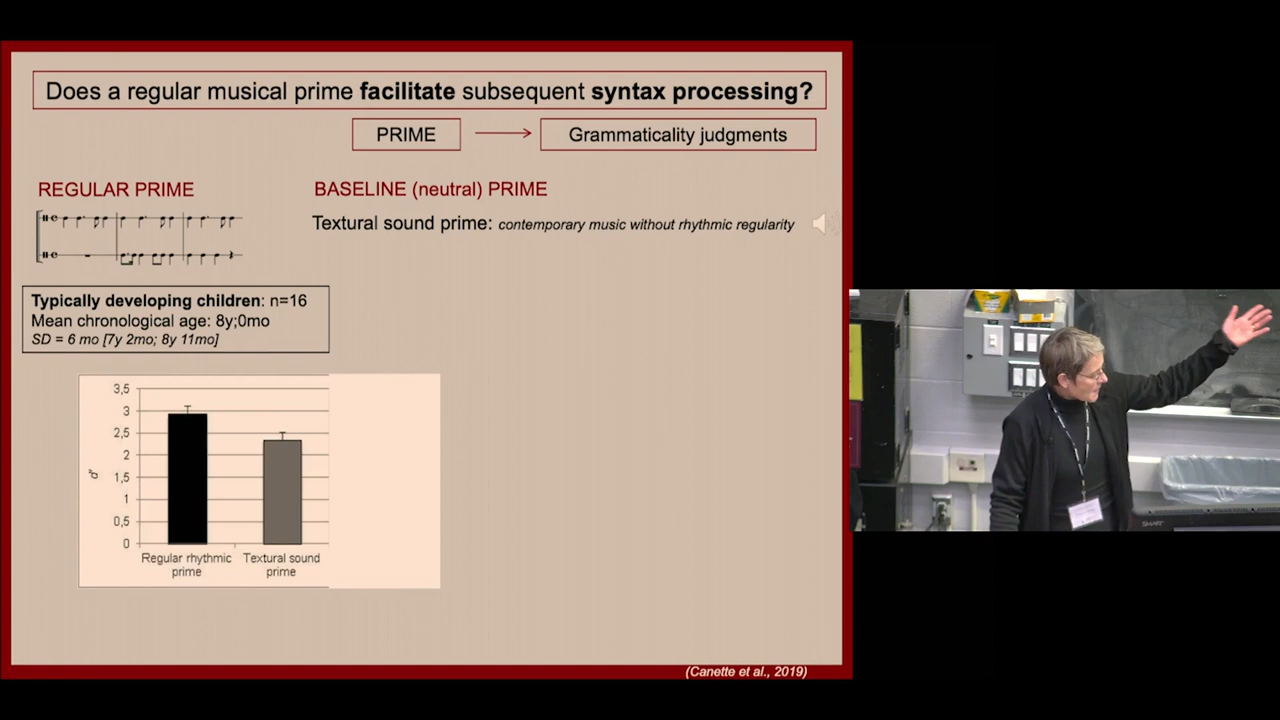 Does a regular musical prime facilitate subsequent syntax processing?
PRIME
Grammaticality judgments
REGULAR PRIME
BASELINE (neutral) PRIME
Textural sound prime: contemporary music without rhythmic regularity
Typically developing children: n=16
Mean chronological age: 8y;0mo
SD = 6 mo [7y 2mo; 8y 11mo]
3,5
3
2,5
2
1,5
1
0,5
0
d'
Regular rhythmic
prime
Textural sound
prime
(Canette et al., 2019)
SMART